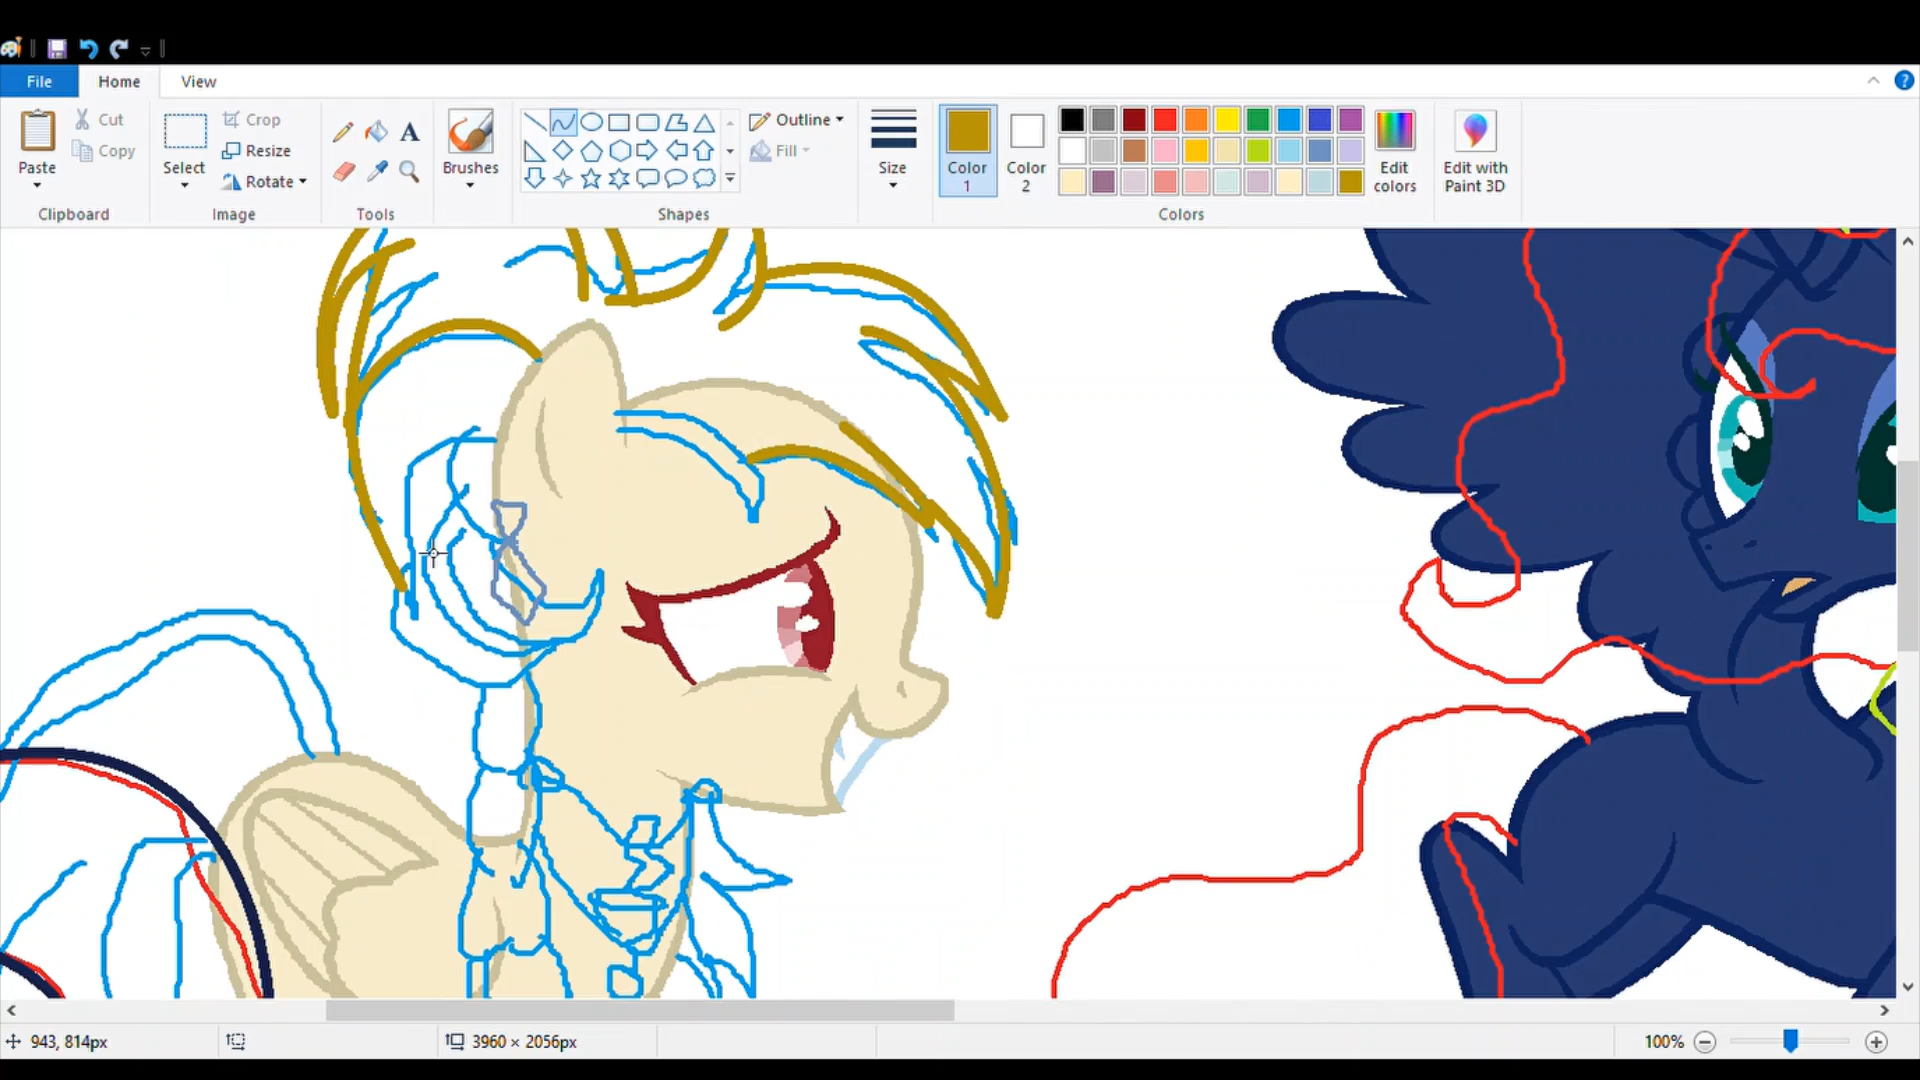 File Home View
Paste
Cut
Copy
Clipboard
Select
Crop
Resize
Rotate
Image
A
Tools
Brushes
Outline
Fill
Shapes
Size
Color
1
Color
2
Edit
colors
Colors
Edit with
Paint 3D
?
943, 814px
3960 × 2056px
100%